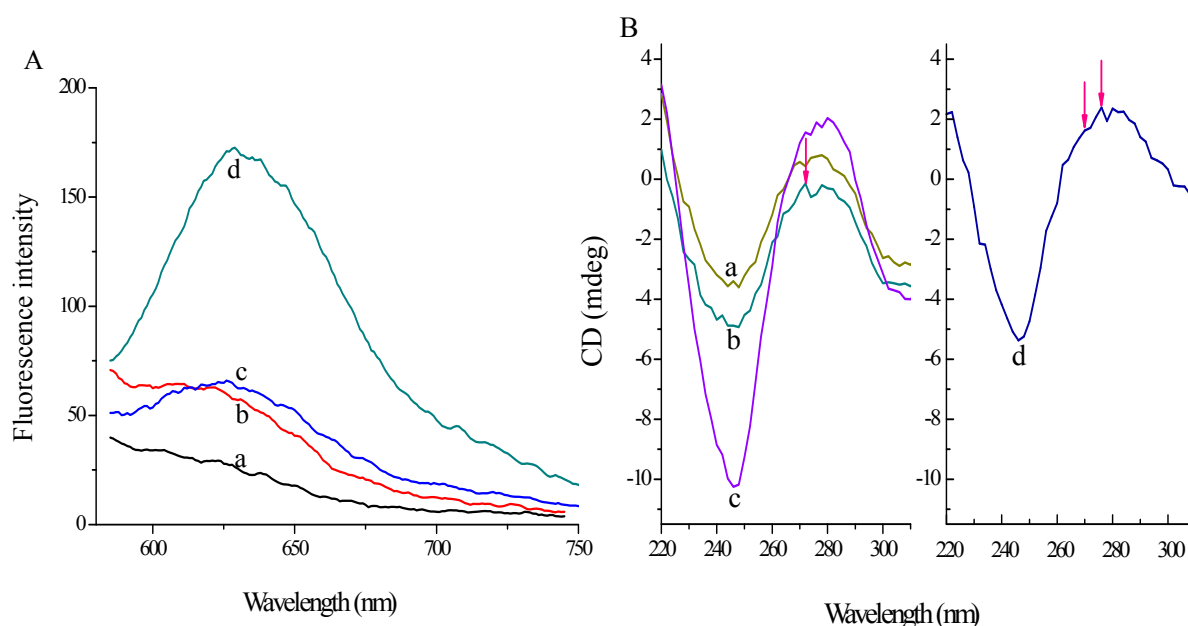 A
200
150
100
50
0
d
c
b
a
600 650 700 750
Fluorescence intensity
Wavelength (nm)
B
4
2
0
-2
-4
-6
-8
-10
a
b
c
220 240 260 280 300
CD (mdeg)
4
2
0
-2
-4
-6
-8
-10
d
220 240 260 280 300
Wavelength (nm)